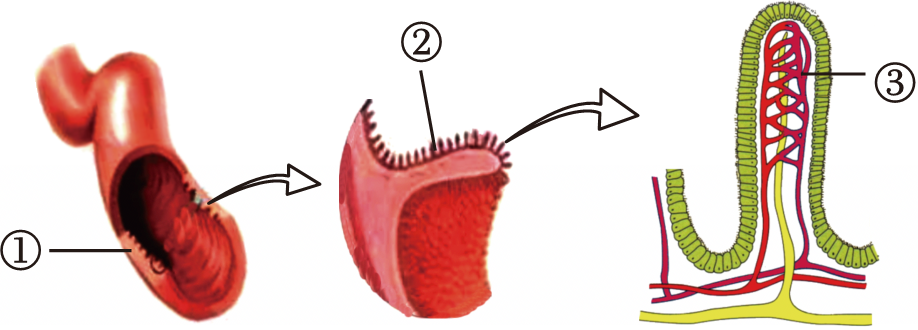 ②
③
①